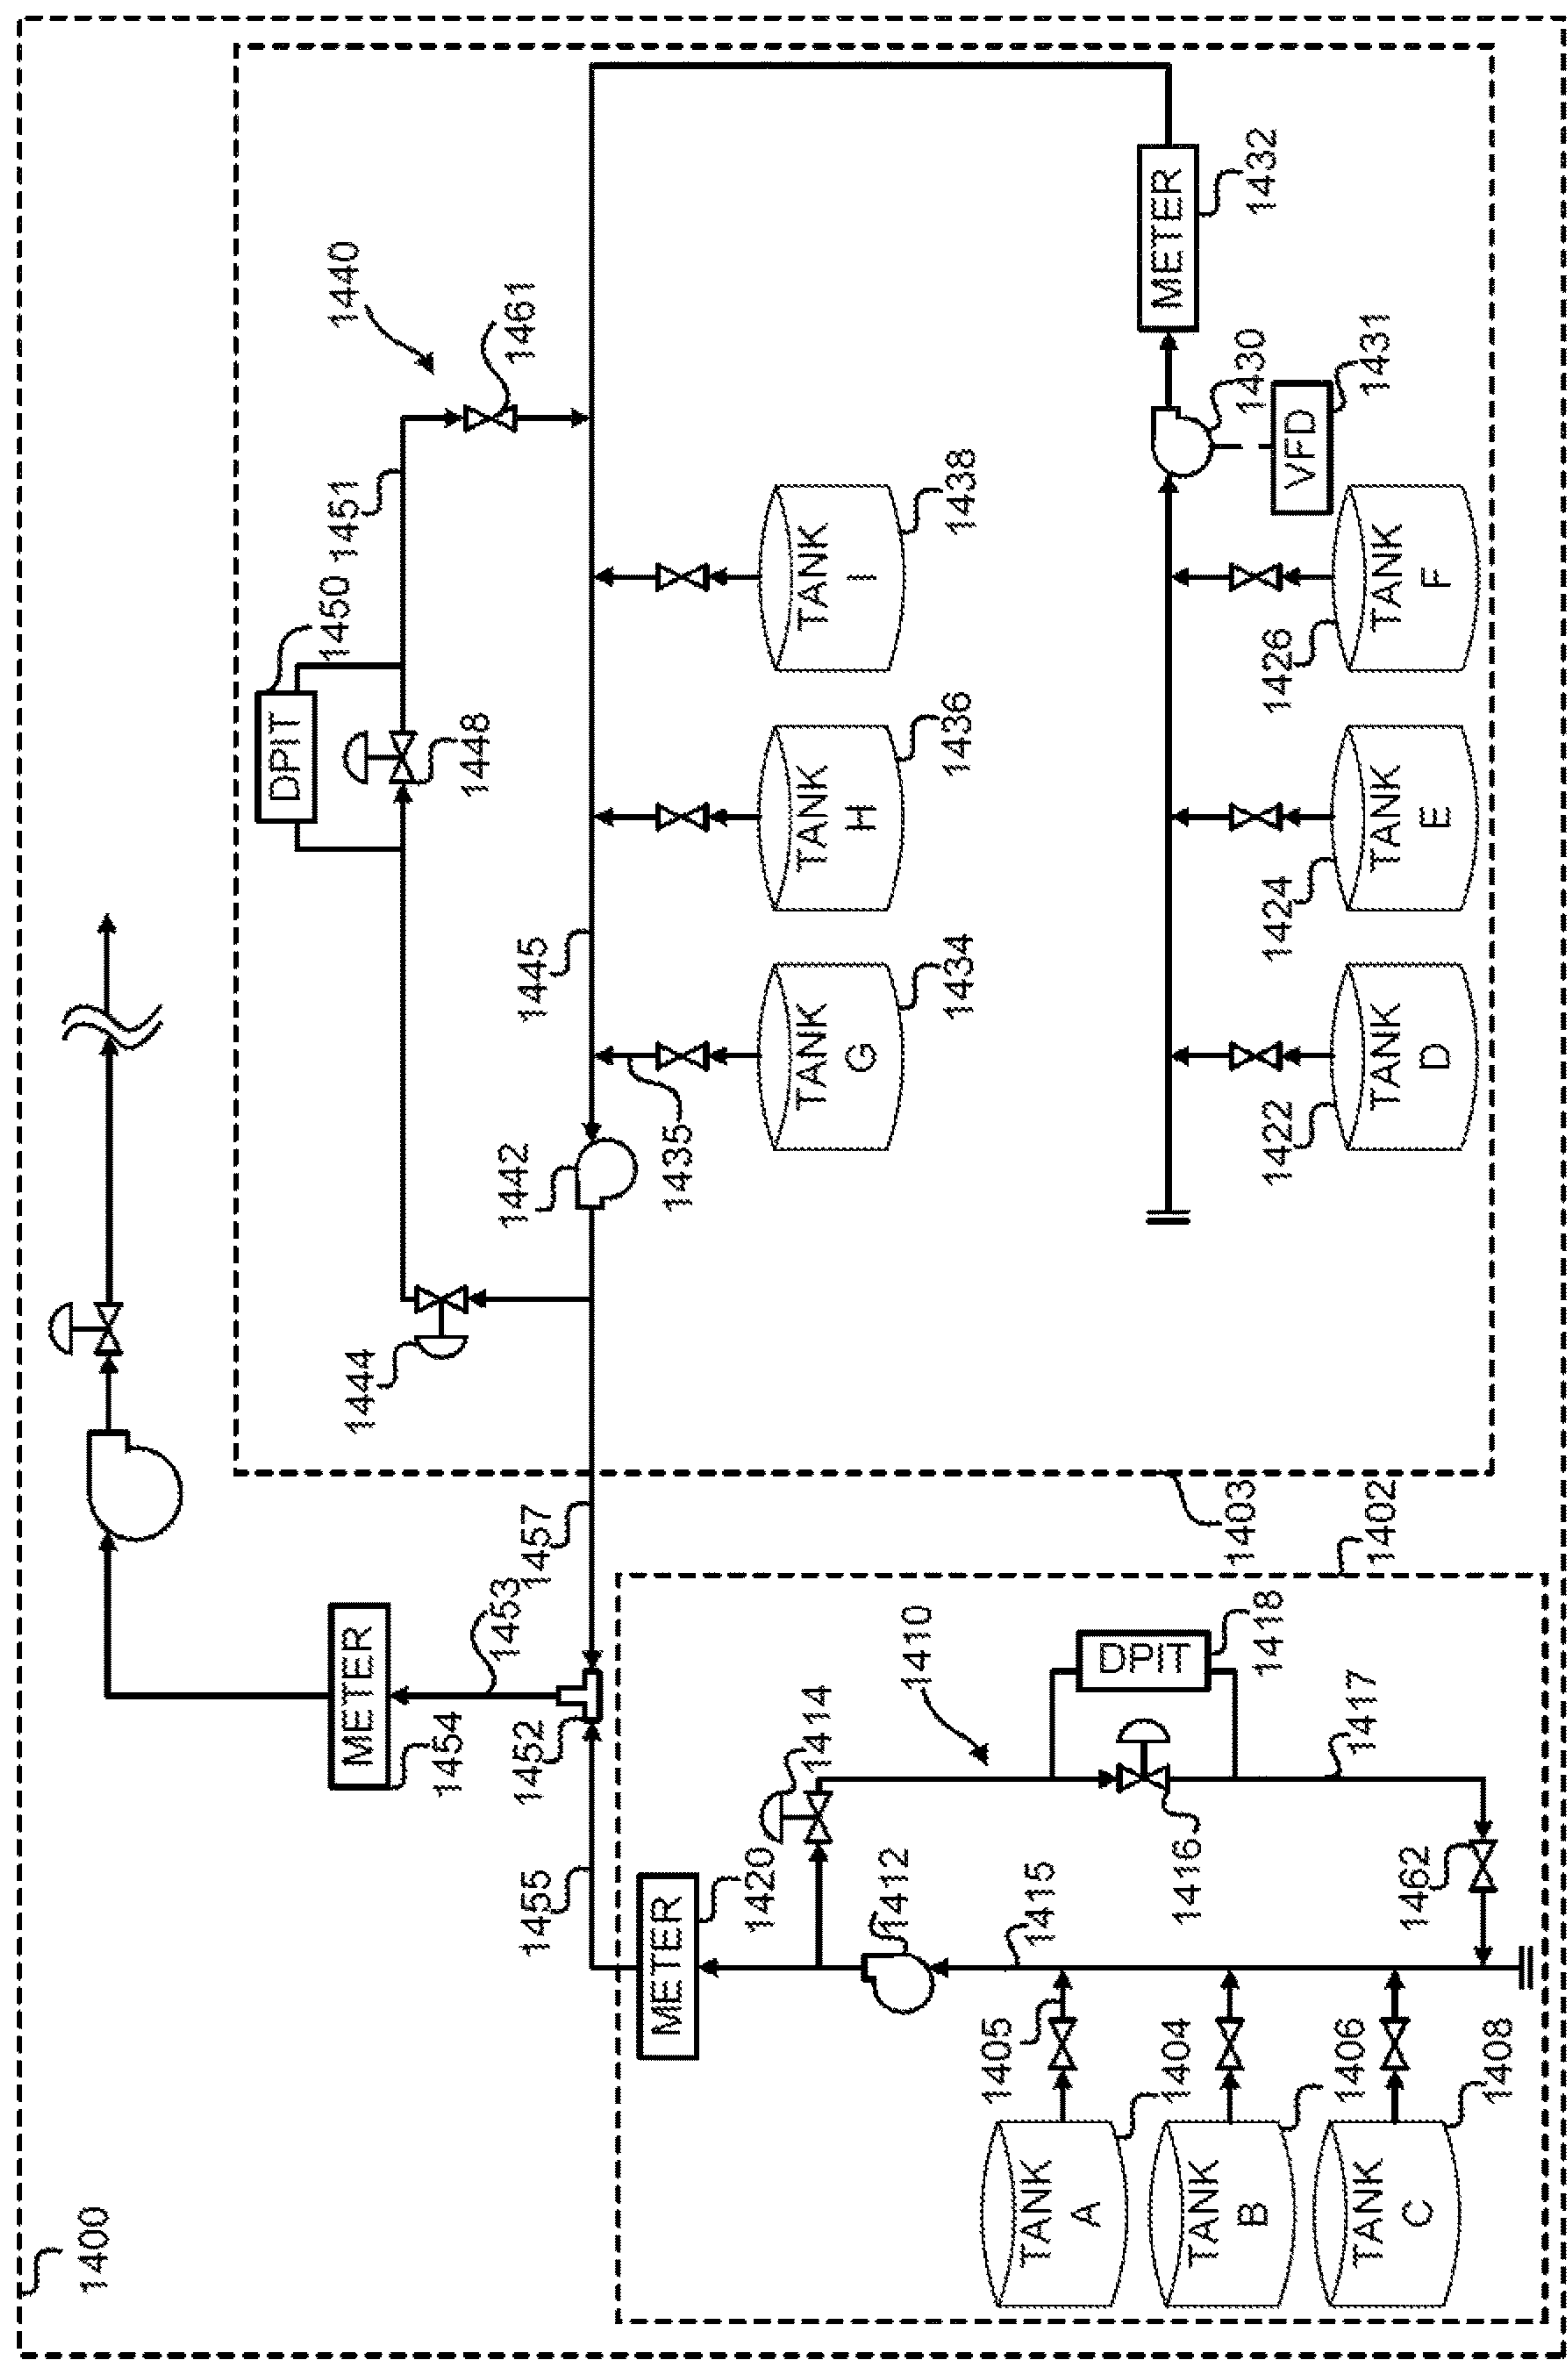 1400
METER
1454
DPIT
1450
1440
1451
1444
1448
1461
1455
1452
1457
1453
1442
1445
METER
1420
1435
1414
TANK
G
1434
TANK
H
1436
TANK
I
1438
1412
1410
1405
TANK
A
1404
1415
DPIT
1418
1416
METER
1432
1430
VFD
1431
1403
TANK
B
1406
1417
1402
1422
TANK
D
1424
TANK
E
1426
TANK
F
TANK
C
1408
1462